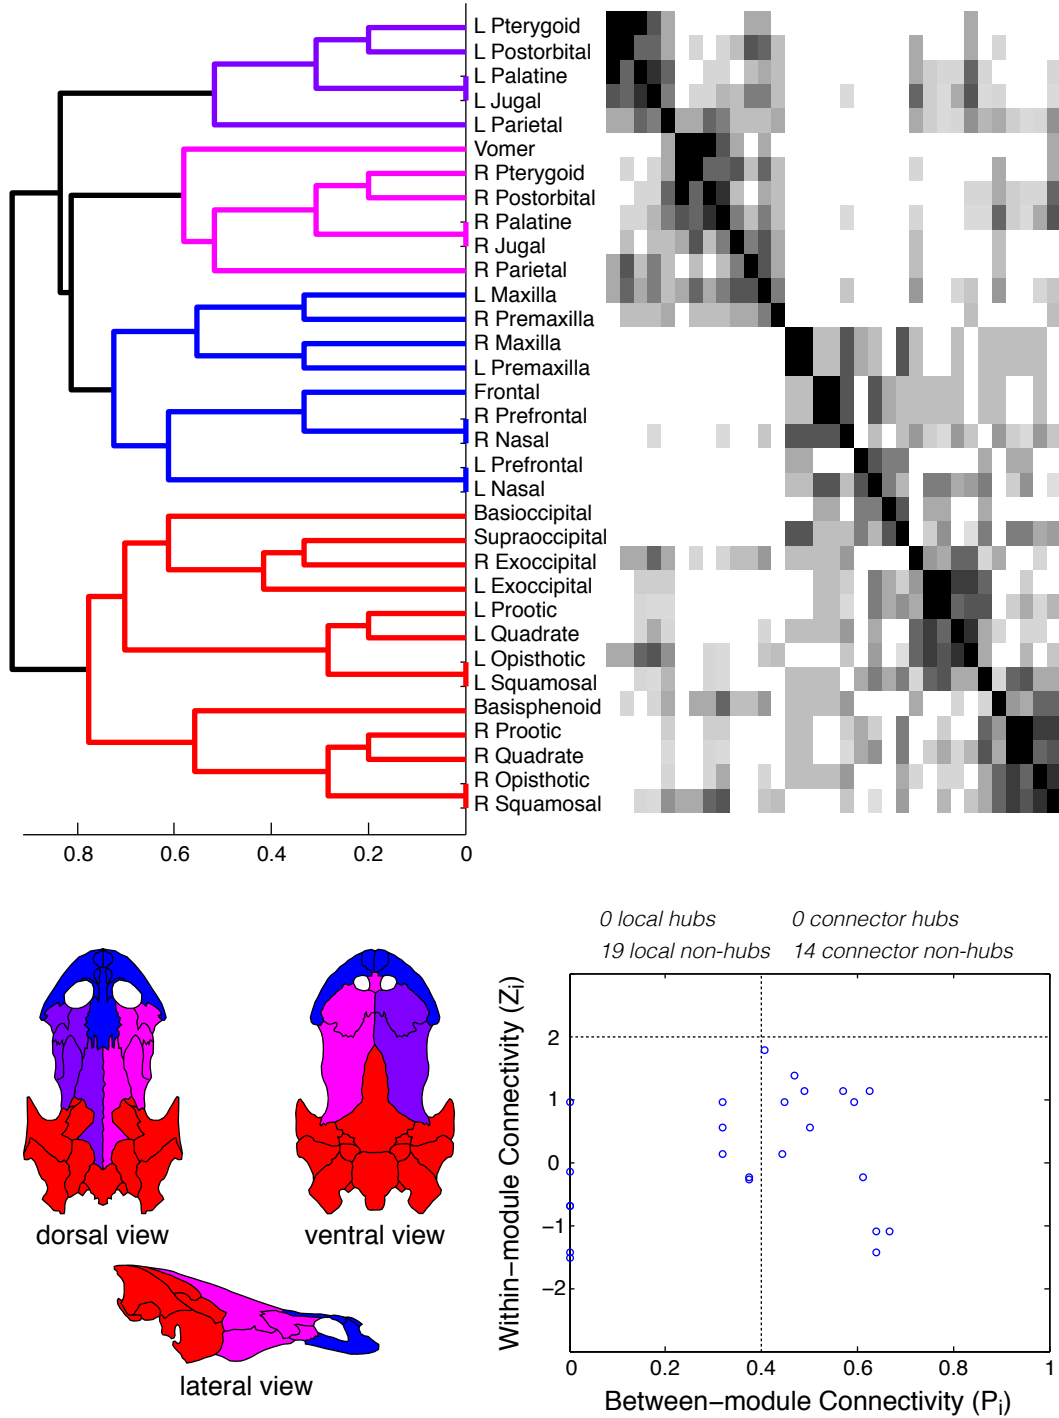 L Pterygoid
L Postorbital
L Palatine
L Jugal
L Parietal
Vomer
R Pterygoid
R Postorbital
R Palatine
R Jugal
R Parietal
L Maxilla
R Premaxilla
R Maxilla
L Premaxilla
Frontal
R Prefrontal
R Nasal
L Prefrontal
L Nasal
Basioccipital
Supraoccipital
R Exoccipital
L Exoccipital
L Prootic
L Quadrate
L Opisthotic
L Squamosal
Basisphenoid
R Prootic
R Quadrate
R Opisthotic
R Squamosal
0.8 0.6 0.4 0.2 0
dorsal view
ventral view
lateral view
0 local hubs 0 connector hubs
19 local non-hubs 14 connector non-hubs
Within−module Connectivity (Zi)
2
1
0
−1
−2
0 0.2 0.4 0.6 0.8 1
Between−module Connectivity (Pi)